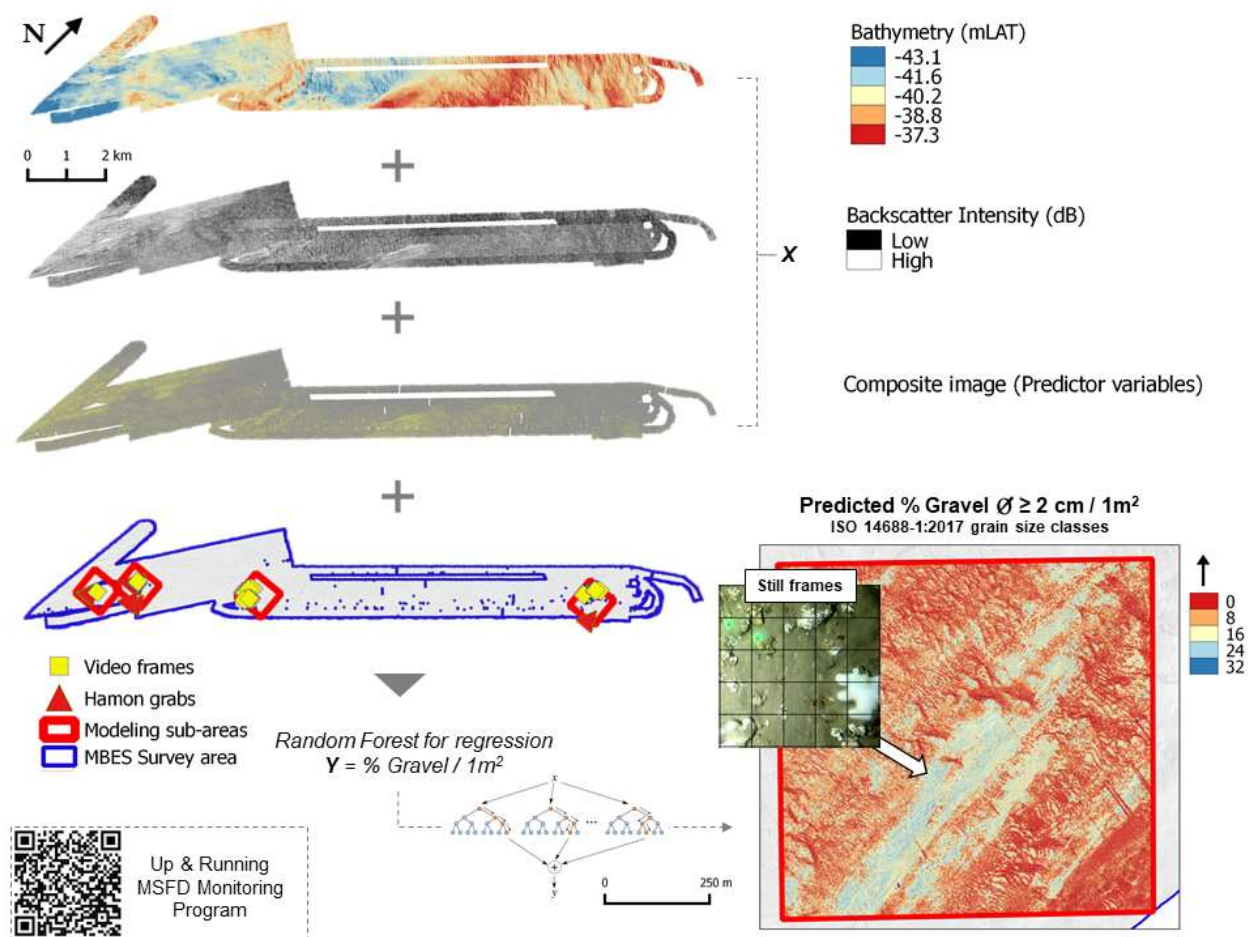 N
Bathymetry (mLAT)
-43.1
-41.6
-40.2
-38.8
-37.3
0 1 2 km
+
Backscatter Intensity (dB)
Low
High
X
+
Composite image (Predictor variables)
+
Video frames
Hamon grabs
Modeling sub-areas
MBES Survey area
Random Forest for regression
Y = % Gravel / 1m²
x
...
+
y
0 250 m
Up & Running
MSFD Monitoring
Program
Predicted % Gravel Ø ≥ 2 cm / 1m²
ISO 14688-1:2017 grain size classes
Still frames
0
8
16
24
32